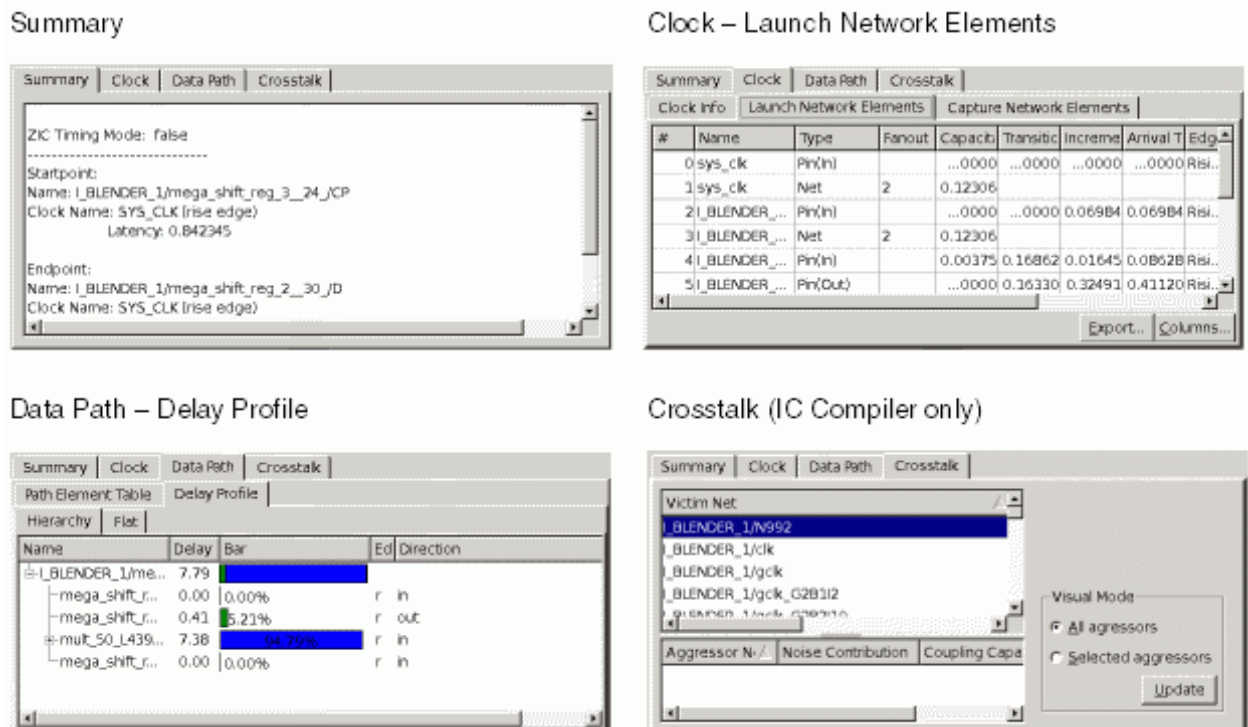 Summary
Summary Clock Data Path Crosstalk
ZIC Timing Mode: false
------------------------------
Startpoint:
Name: I_BLENDER_1/mega_shift_reg_3__24_/CP
Clock Name: SYS_CLK (rise edge)
Latency: 0.842345
Endpoint:
Name: I_BLENDER_1/mega_shift_reg_2__30_/D
Clock Name: SYS_CLK (rise edge)
Clock – Launch Network Elements
Summary Clock Data Path Crosstalk
Clock Info Launch Network Elements Capture Network Elements
# Name Type Fanout Capacit Transitic Increme Arrival T Edg
0 sys_clk Pin(In) ...0000 ...0000 ...0000 ...0000 Risi...
1 sys_clk Net 2 0.12306
2 I_BLENDER_... Pin(In) ...0000 ...0000 0.06984 0.06984 Risi...
3 I_BLENDER_... Net 2 0.12306
4 I_BLENDER_... Pin(In) 0.00375 0.16862 0.01645 0.08628 Risi...
5 I_BLENDER_... Pin(Out) ...0000 0.16330 0.32491 0.41120 Risi...
Export... Columns...
Data Path – Delay Profile
Summary Clock Data Path Crosstalk
Path Element Table Delay Profile
Hierarchy Flat
Name Delay Bar Ed Direction
I_BLENDER_1/me... 7.79
mega_shift_r... 0.00 0.00% r in
mega_shift_r... 0.41 5.21% r out
mult_50_L439... 7.38 94.79% r in
mega_shift_r... 0.00 0.00% r in
Crosstalk (IC Compiler only)
Summary Clock Data Path Crosstalk
Victim Net
I_BLENDER_1/N992
I_BLENDER_1/clk
I_BLENDER_1/gclk
I_BLENDER_1/gclk_G2B1I2
Aggressor N Noise Contribution Coupling Capa
Visual Mode
All agressors
Selected aggressors
Update